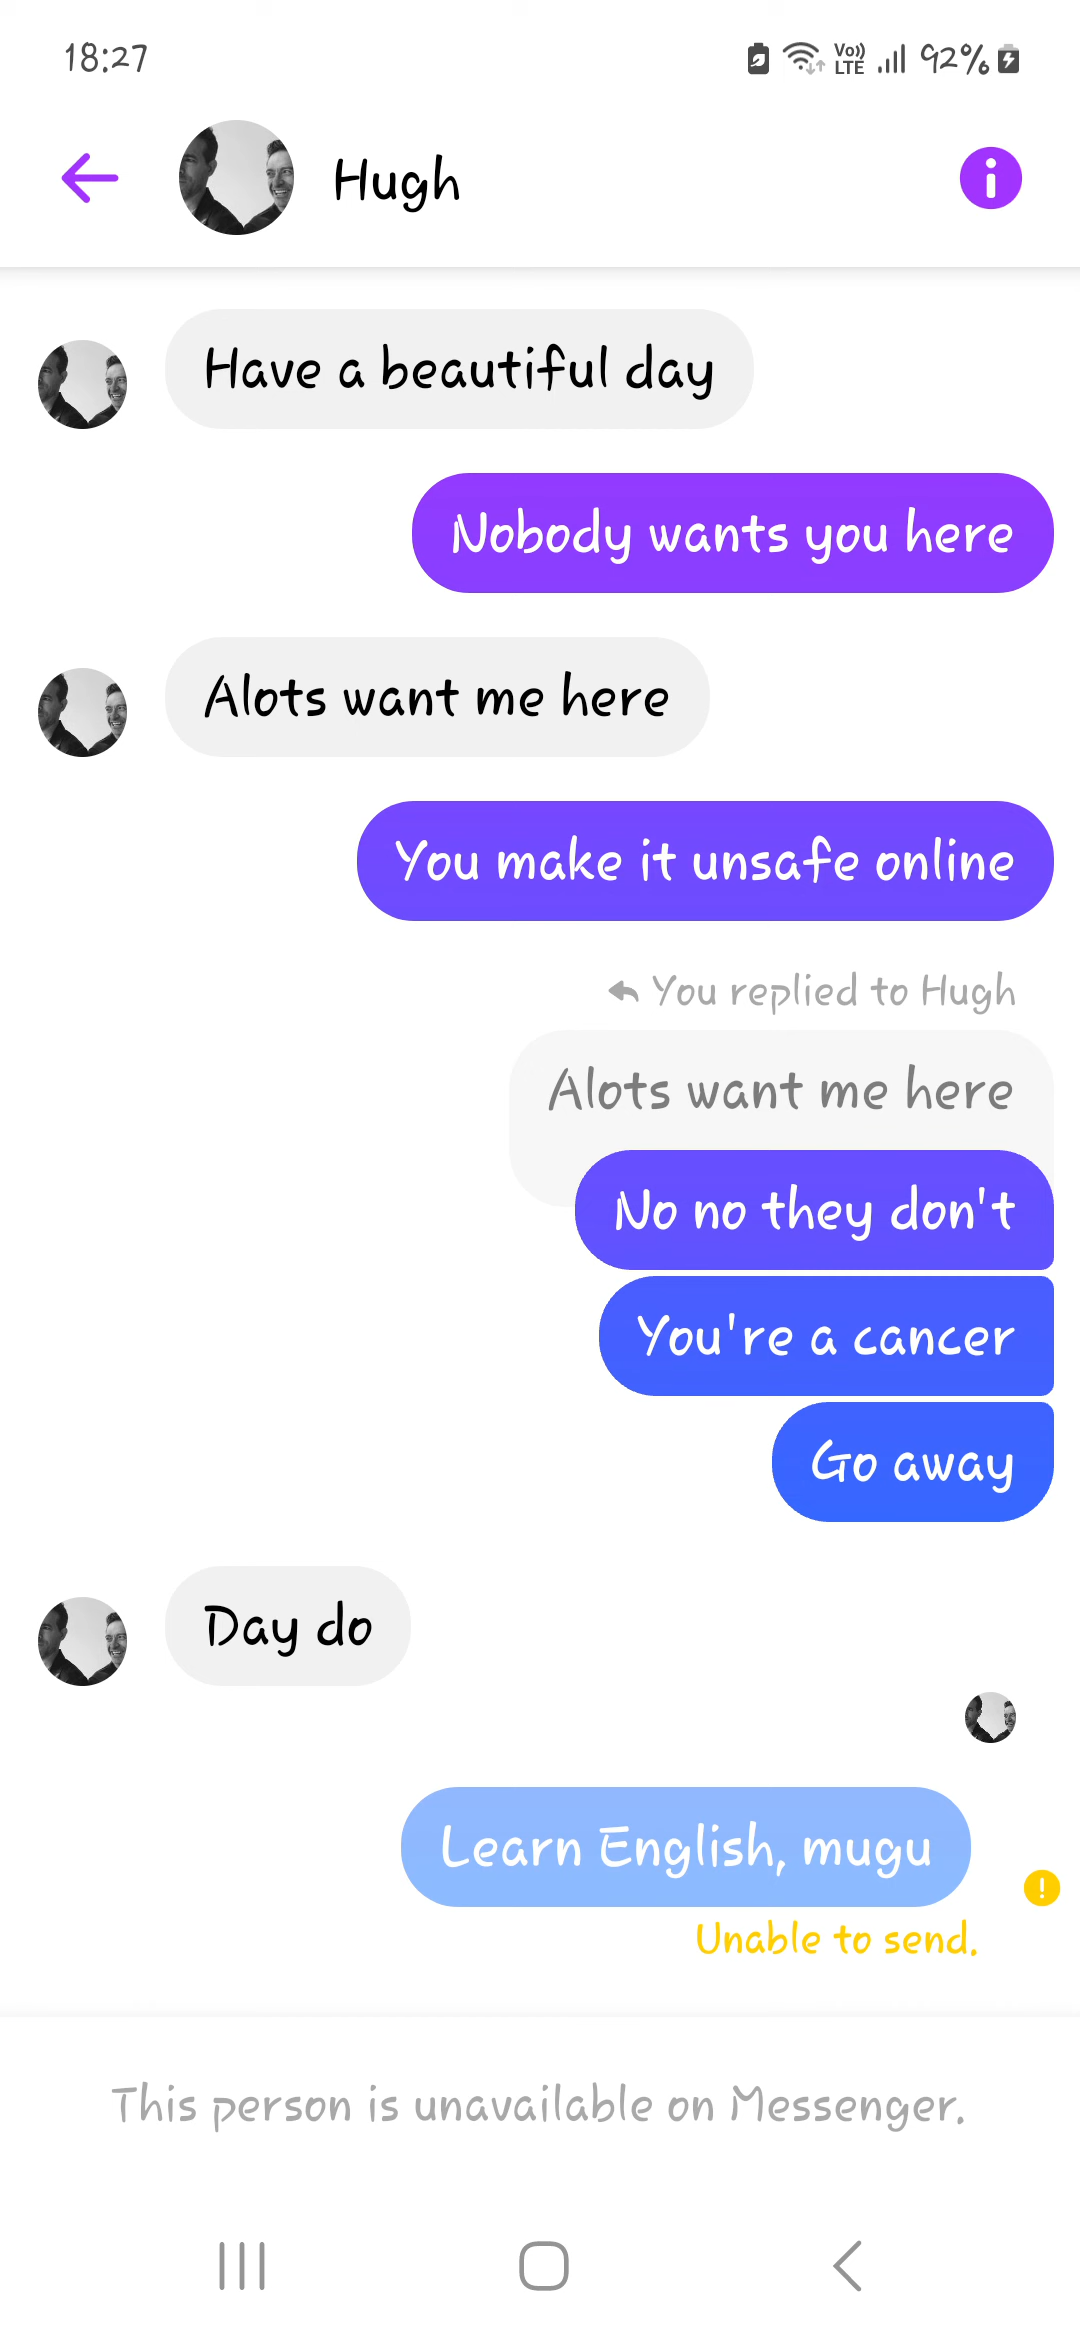 18:27
Vo))
LTE
92%
Hugh
Have a beautiful day
Nobody wants you here
Alots want me here
You make it unsafe online
You replied to Hugh
Alots want me here
No no they don't
You're a cancer
Go away
Day do
Learn English, mugu
Unable to send.
This person is unavailable on Messenger.